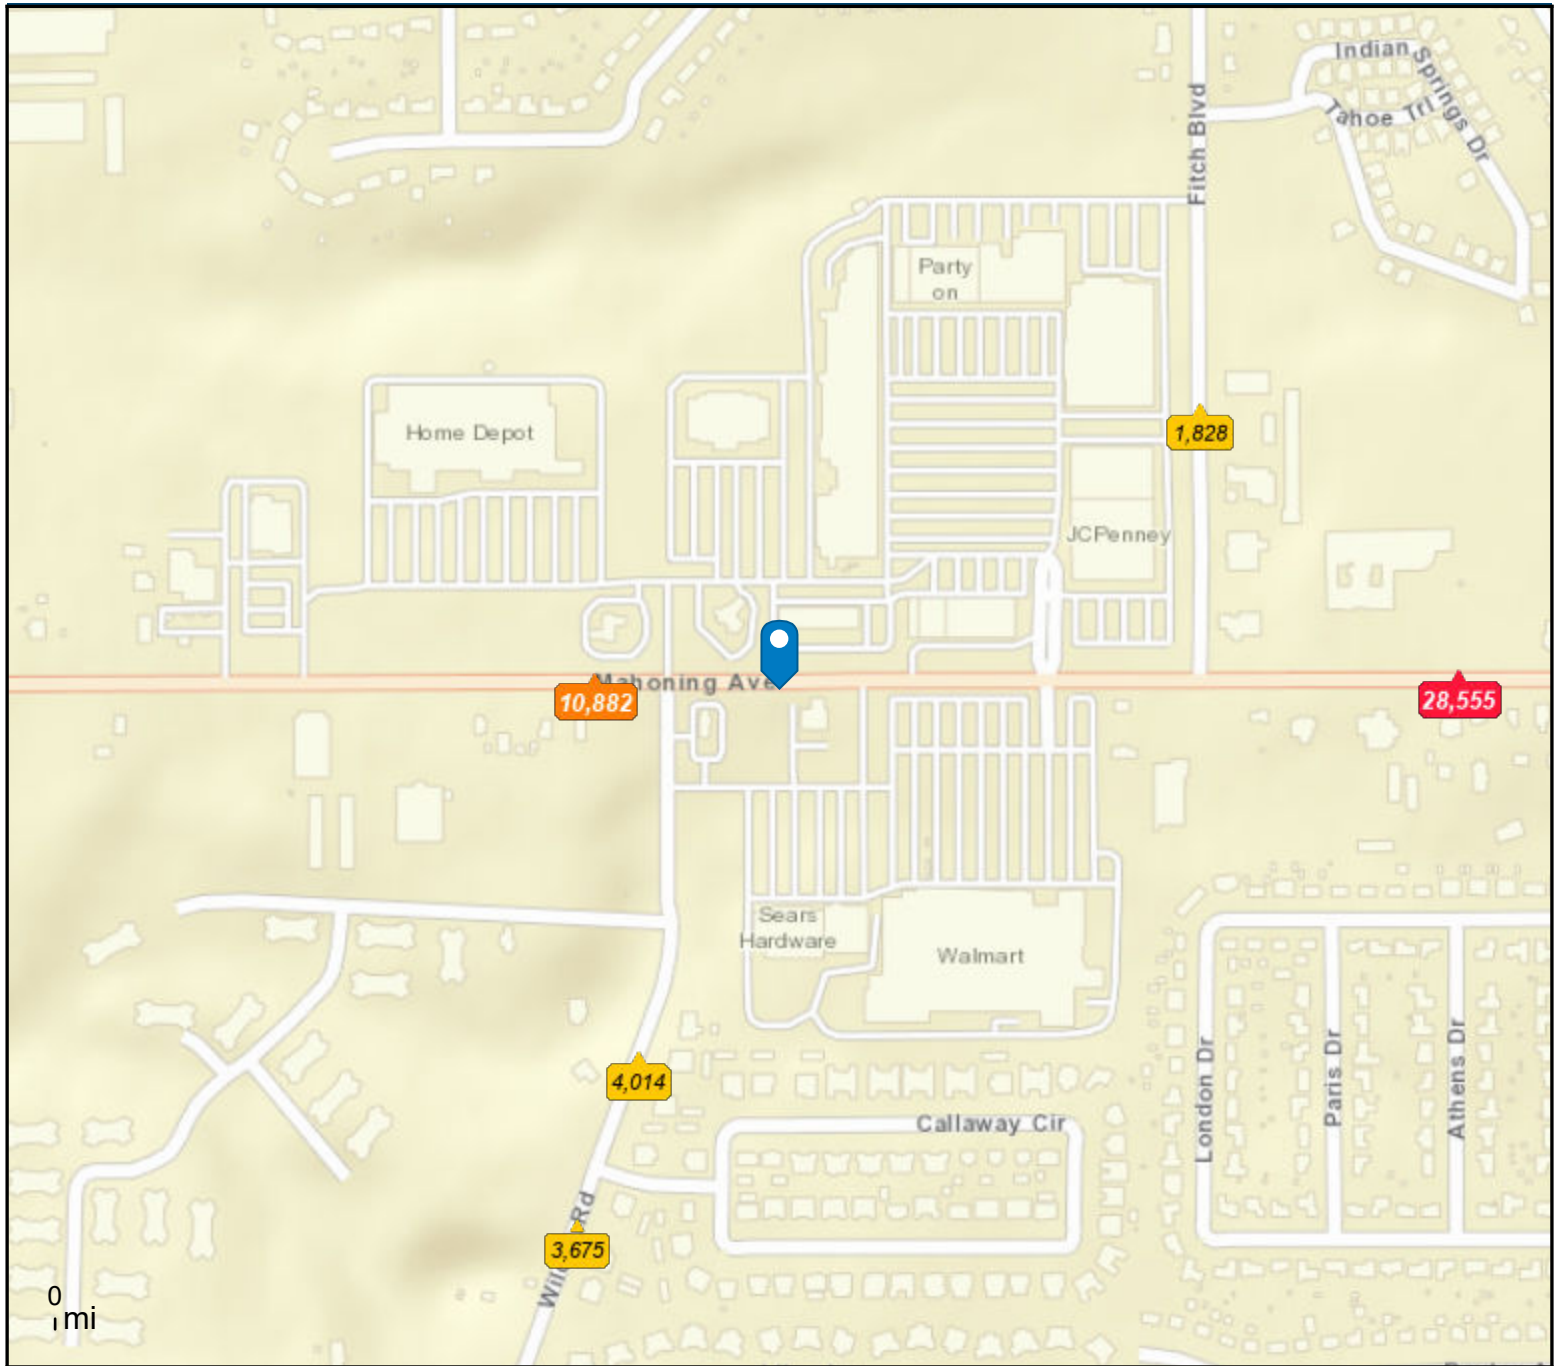 Indian
Springs Dr
Tahoe Trl
Fitch Blvd
Party
on
Home Depot
1,828
JCPenney
Mahoning Ave
10,882
28,555
Sears
Hardware
Walmart
London Dr
Paris Dr
Athens Dr
4,014
Callaway Cir
Rd
3,675
0
mi